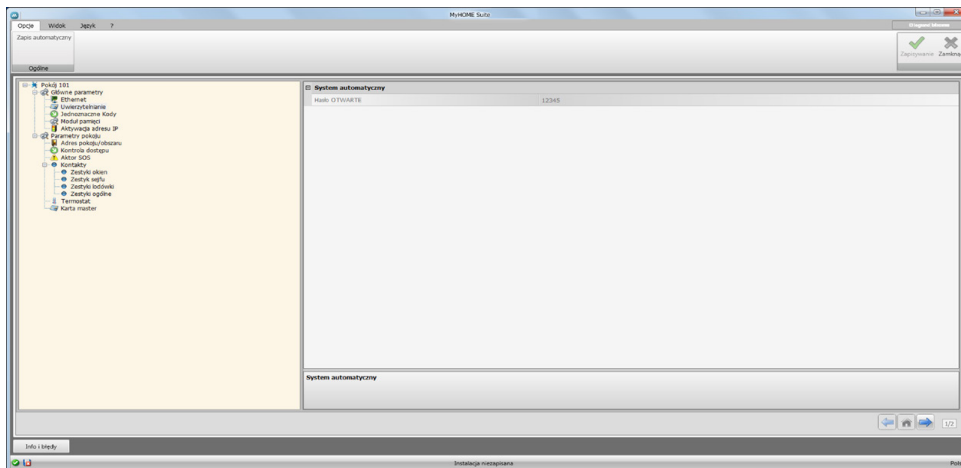 MyHOME Suite
Opcje Widok Język ?
Zapis automatyczny
Zapisywanie Zamknąć
Ogólne
Pokój 101
Główne parametry
Ethernet
Uwierzytelnianie
Jednoznaczne Kody
Moduł pamięci
Aktywacja adresu IP
Parametry pokoju
Adres pokoju/obszaru
Kontrola dostępu
Aktor SOS
Kontakty
Zestyki okien
Zestyk sejfu
Zestyki lodówki
Zestyki ogólne
Termostat
Karta master
System automatyczny
Hasło OTWARTE 12345
System automatyczny
1/2
Info i błędy
Instalacja niezapisana